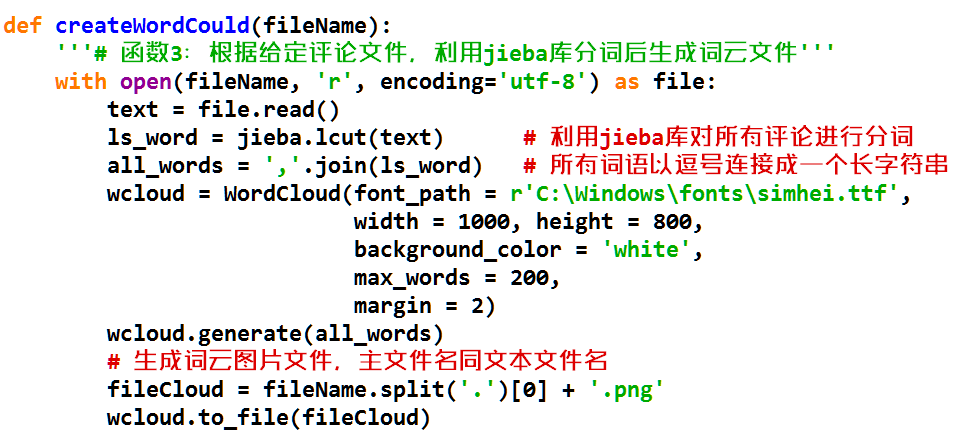 def createWordCould(fileName):
    '''# 函数3: 根据给定评论文件, 利用jieba库分词后生成词云文件'''
    with open(fileName, 'r', encoding='utf-8') as file:
        text = file.read()
        ls_word = jieba.lcut(text)      # 利用jieba库对所有评论进行分词
        all_words = ','.join(ls_word)   # 所有词语以逗号连接成一个长字符串
        wcloud = WordCloud(font_path = r'C:\Windows\fonts\simhei.ttf',
                           width = 1000, height = 800,
                           background_color = 'white',
                           max_words = 200,
                           margin = 2)
        wcloud.generate(all_words)
        # 生成词云图片文件, 主文件名同文本文件名
        fileCloud = fileName.split('.')[0] + '.png'
        wcloud.to_file(fileCloud)